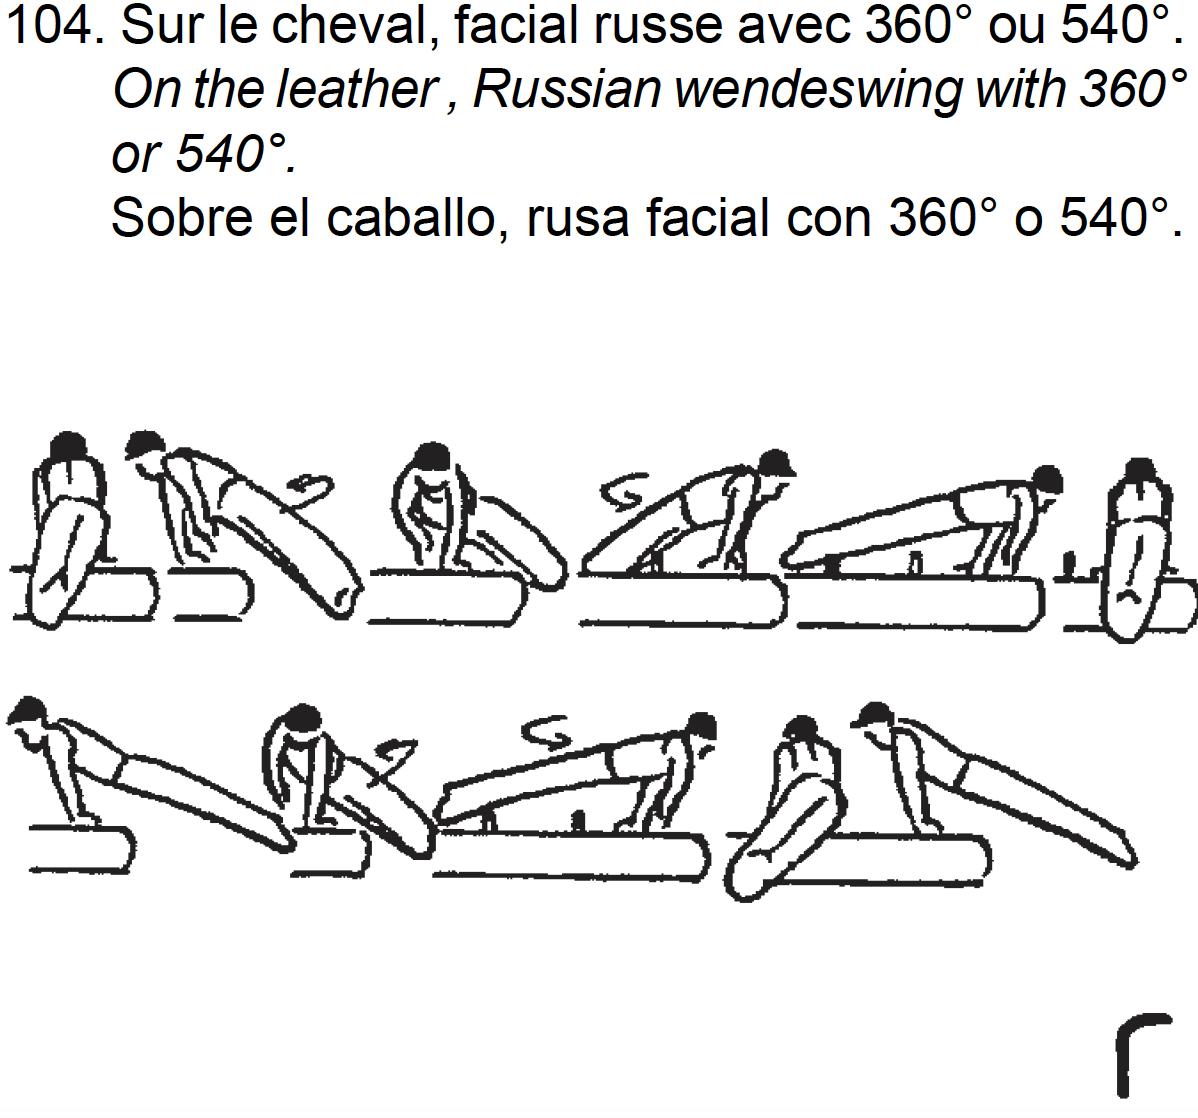 104. Sur le cheval, facial russe avec 360° ou 540°.
On the leather , Russian wendeswing with 360°
or 540°.
Sobre el caballo, rusa facial con 360° o 540°.